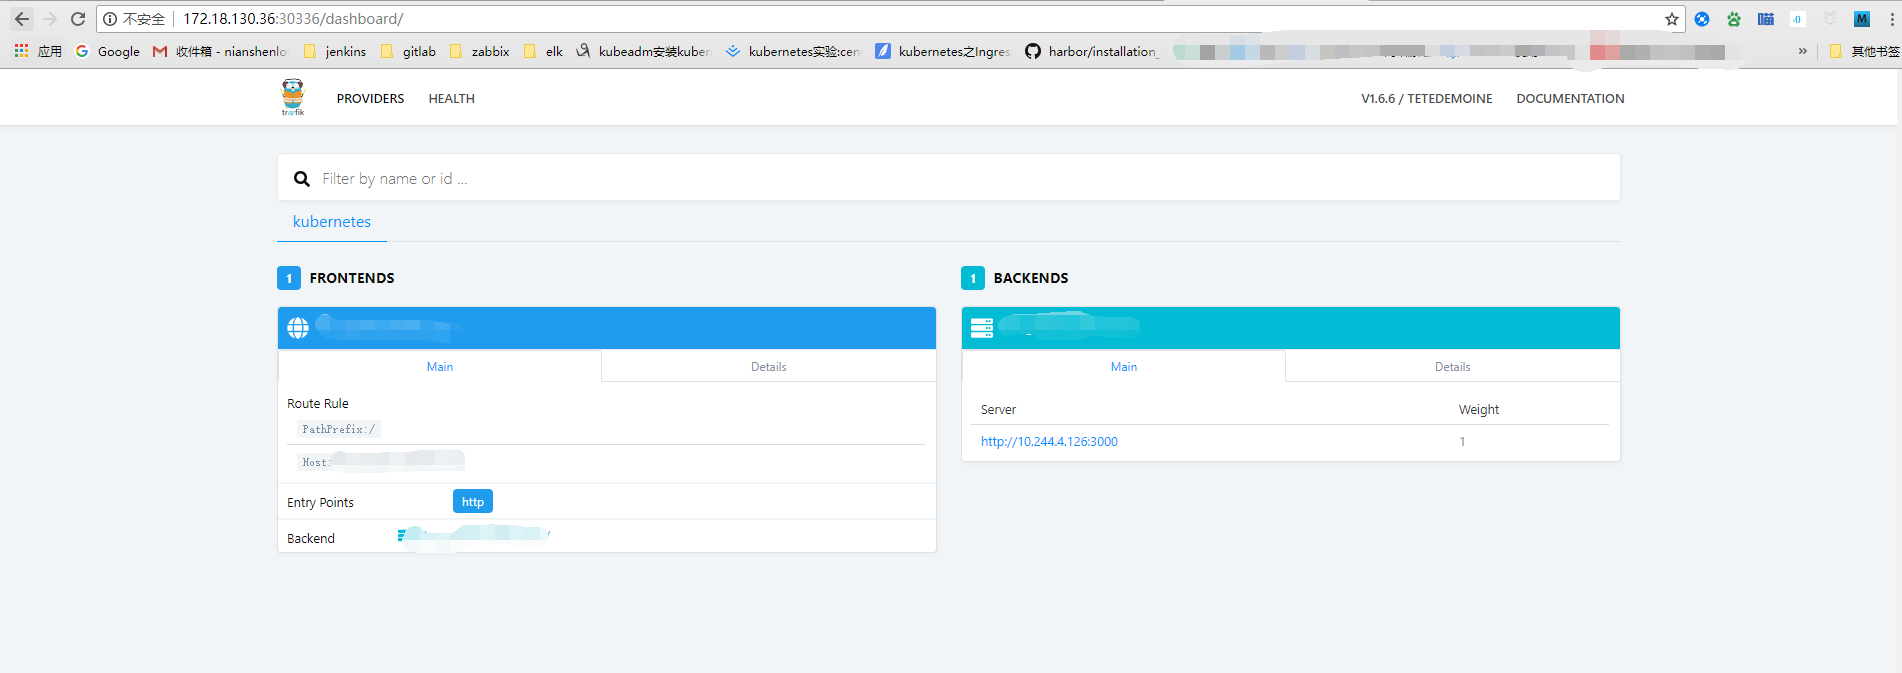 不安全 172.18.130.36:30336/dashboard/
应用 Google 收件箱 - nianshenlo jenkins gitlab zabbix elk kubeadm安装kuber kubernetes实验:cen kubernetes之Ingres harbor/installation_ » 其他书签
træfik PROVIDERS HEALTH V1.6.6 / TETEDEMOINE DOCUMENTATION
Filter by name or id ...
kubernetes
1 FRONTENDS
Main Details
Route Rule
PathPrefix:/
Host:
Entry Points http
Backend
1 BACKENDS
Main Details
Server Weight
http://10.244.4.126:3000 1